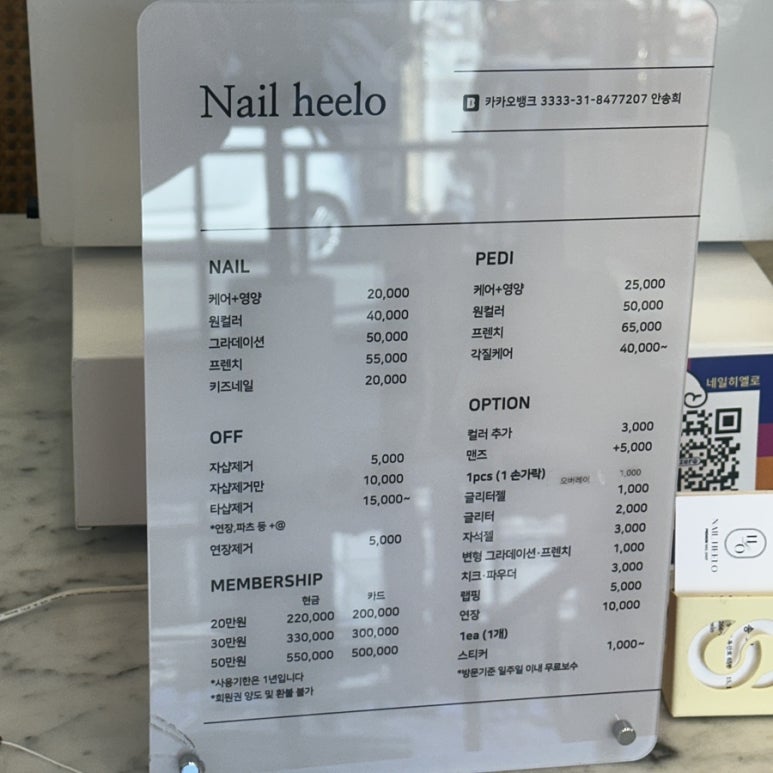 Nail heelo
B 카카오뱅크 3333-31-8477207 안송희
NAIL
케어+영양 20,000
원컬러 40,000
그라데이션 50,000
프렌치 55,000
키즈네일 20,000
PEDI
케어+영양 25,000
원컬러 50,000
프렌치 65,000
각질케어 40,000~
OFF
자샵제거 5,000
자샵제거만 10,000
타샵제거 15,000~
*연장,파츠 등 +@
연장제거 5,000
OPTION
컬러 추가 3,000
맨즈 +5,000
1pcs (1 손가락) 오버레이 1,000
글리터젤 1,000
글리터 2,000
자석젤 3,000
변형 그라데이션·프렌치 1,000
치크·파우더 3,000
랩핑 5,000
연장 10,000
1ea (1개)
스티커 1,000~
*방문기준 일주일 이내 무료보수
MEMBERSHIP
현금 카드
20만원 220,000 200,000
30만원 330,000 300,000
50만원 550,000 500,000
*사용기한은 1년입니다
*회원권 양도 및 환불 불가
네일히엘로
NAIL HEELO